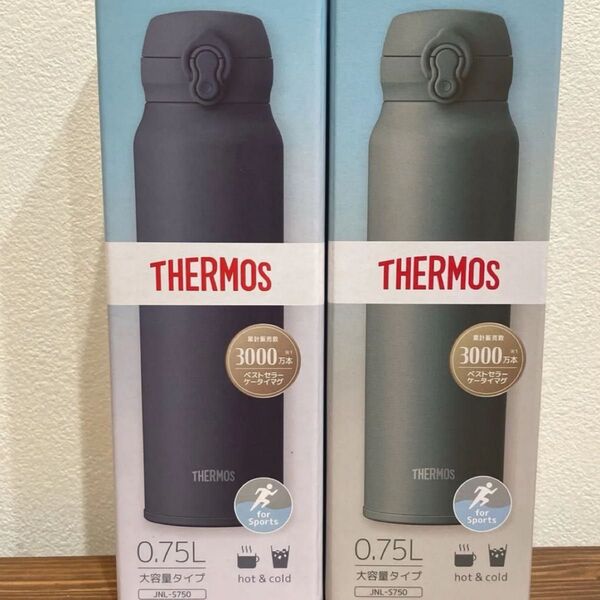 THERMOS
累計販売数
3000万本
※1
ベストセラー
ケータイマグ
THERMOS
for
Sports
0.75L
大容量タイプ
JNL-S750
hot & cold
THERMOS
累計販売数
3000万本
※1
ベストセラー
ケータイマグ
THERMOS
for
Sports
0.75L
大容量タイプ
JNL-S750
hot & cold